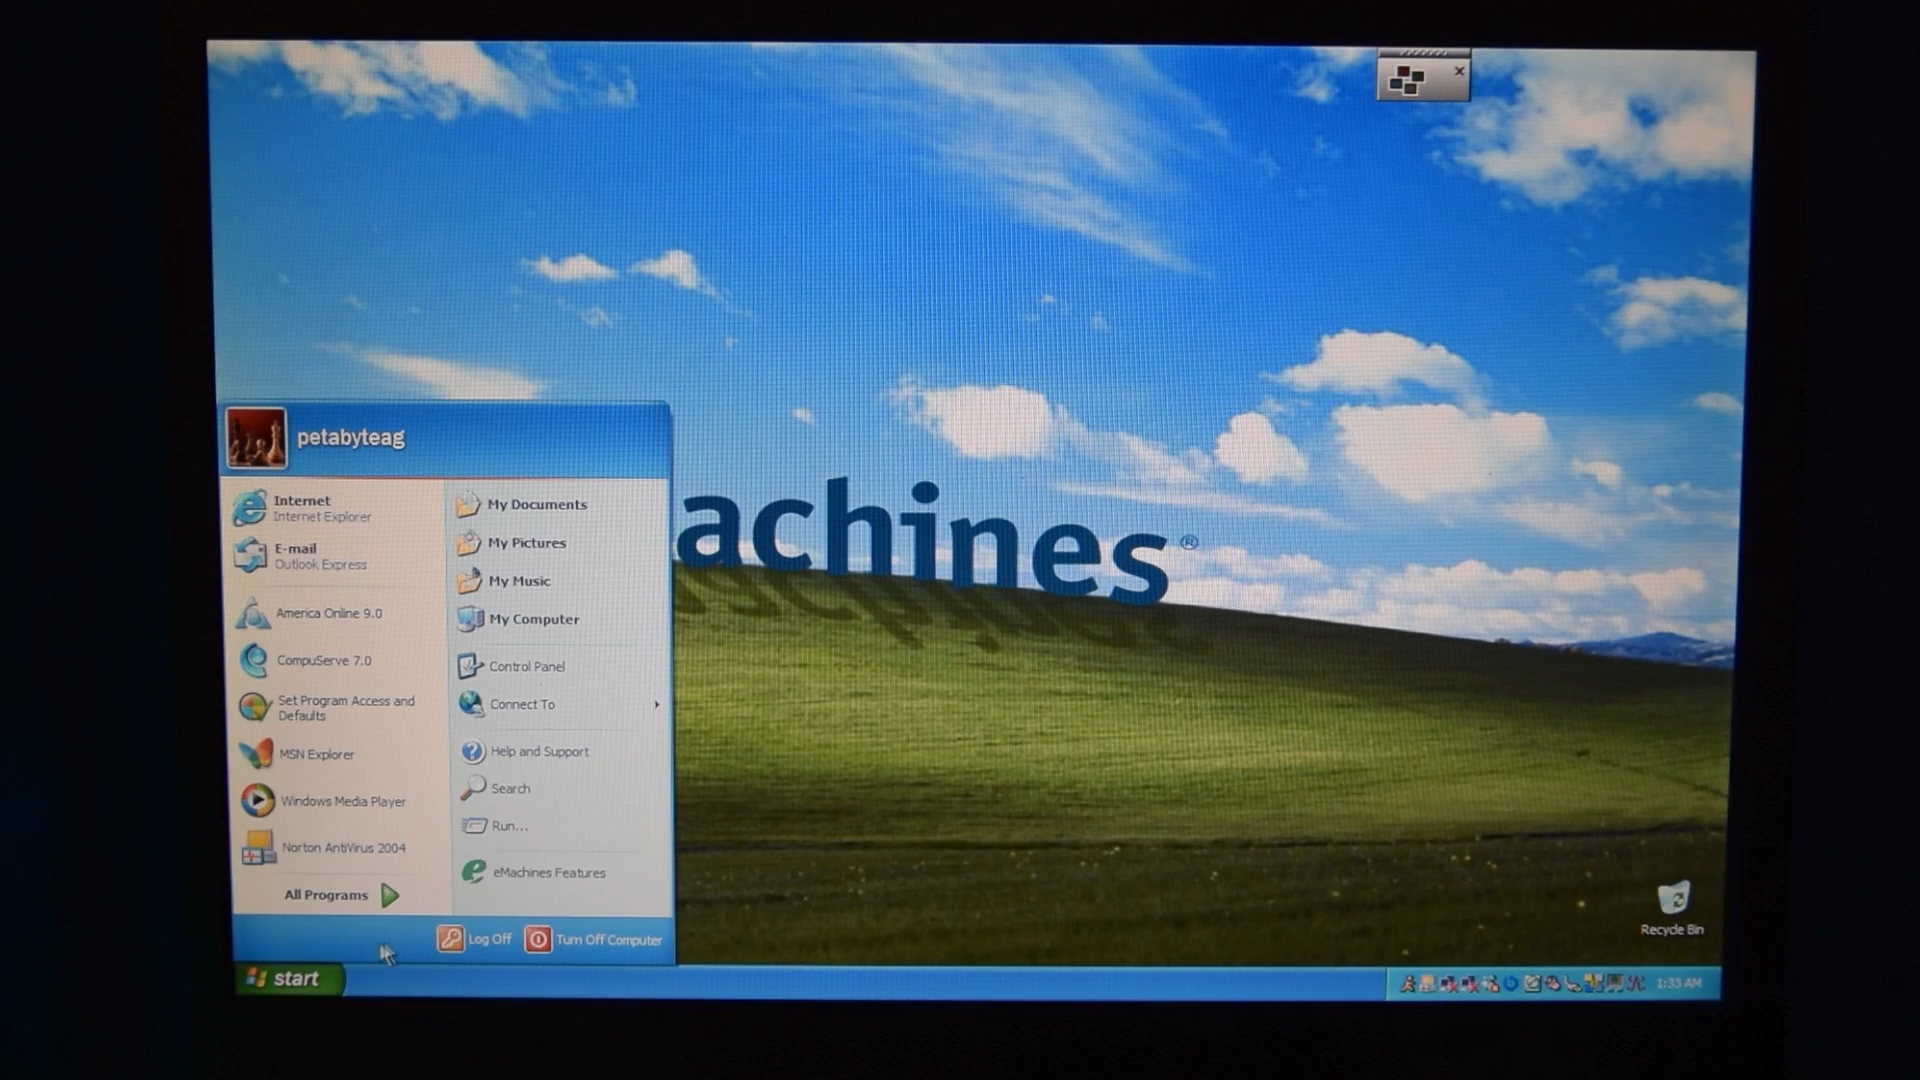 petabyteag
Internet
Internet Explorer
E-mail
Outlook Express
America Online 9.0
CompuServe 7.0
Set Program Access and
Defaults
MSN Explorer
Windows Media Player
Norton AntiVirus 2004
All Programs
My Documents
My Pictures
My Music
My Computer
Control Panel
Connect To
Help and Support
Search
Run...
eMachines Features
Log Off
Turn Off Computer
achines®
Recycle Bin
start
1:33 AM